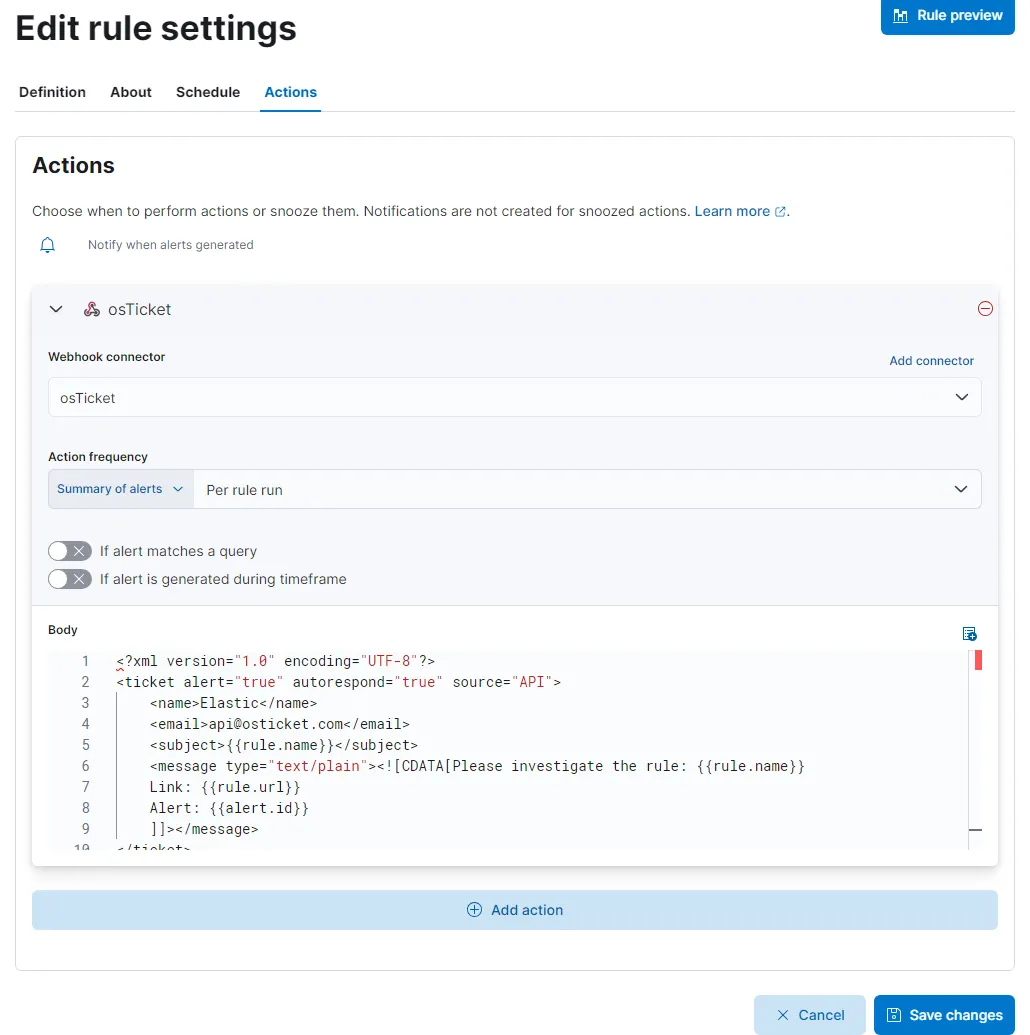 Edit rule settings
Rule preview
Definition About Schedule Actions
Actions
Choose when to perform actions or snooze them. Notifications are not created for snoozed actions. Learn more.
Notify when alerts generated
osTicket
Webhook connector
Add connector
osTicket
Action frequency
Summary of alerts Per rule run
If alert matches a query
If alert is generated during timeframe
Body
1 <?xml version="1.0" encoding="UTF-8"?>
2 <ticket alert="true" autorespond="true" source="API">
3 <name>Elastic</name>
4 <email>api@osticket.com</email>
5 <subject>{{rule.name}}</subject>
6 <message type="text/plain"><![CDATA[Please investigate the rule: {{rule.name}}
7 Link: {{rule.url}}
8 Alert: {{alert.id}}
9 ]]></message>
10 </ticket>
Add action
Cancel Save changes